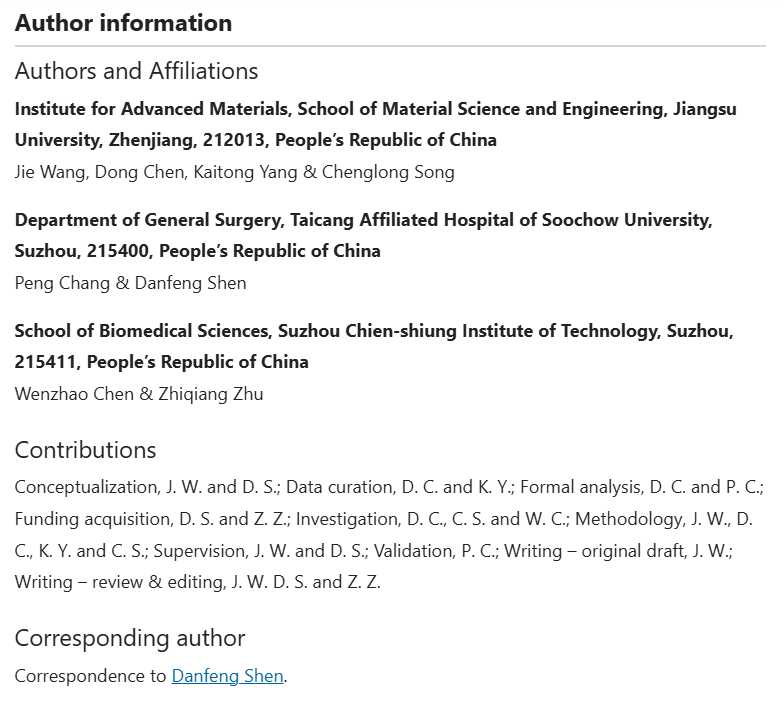 Author information
Authors and Affiliations
Institute for Advanced Materials, School of Material Science and Engineering, Jiangsu
University, Zhenjiang, 212013, People’s Republic of China
Jie Wang, Dong Chen, Kaitong Yang & Chenglong Song
Department of General Surgery, Taicang Affiliated Hospital of Soochow University,
Suzhou, 215400, People’s Republic of China
Peng Chang & Danfeng Shen
School of Biomedical Sciences, Suzhou Chien-shiung Institute of Technology, Suzhou,
215411, People’s Republic of China
Wenzhao Chen & Zhiqiang Zhu
Contributions
Conceptualization, J. W. and D. S.; Data curation, D. C. and K. Y.; Formal analysis, D. C. and P. C.;
Funding acquisition, D. S. and Z. Z.; Investigation, D. C., C. S. and W. C.; Methodology, J. W., D.
C., K. Y. and C. S.; Supervision, J. W. and D. S.; Validation, P. C.; Writing – original draft, J. W.;
Writing – review & editing, J. W. D. S. and Z. Z.
Corresponding author
Correspondence to Danfeng Shen.